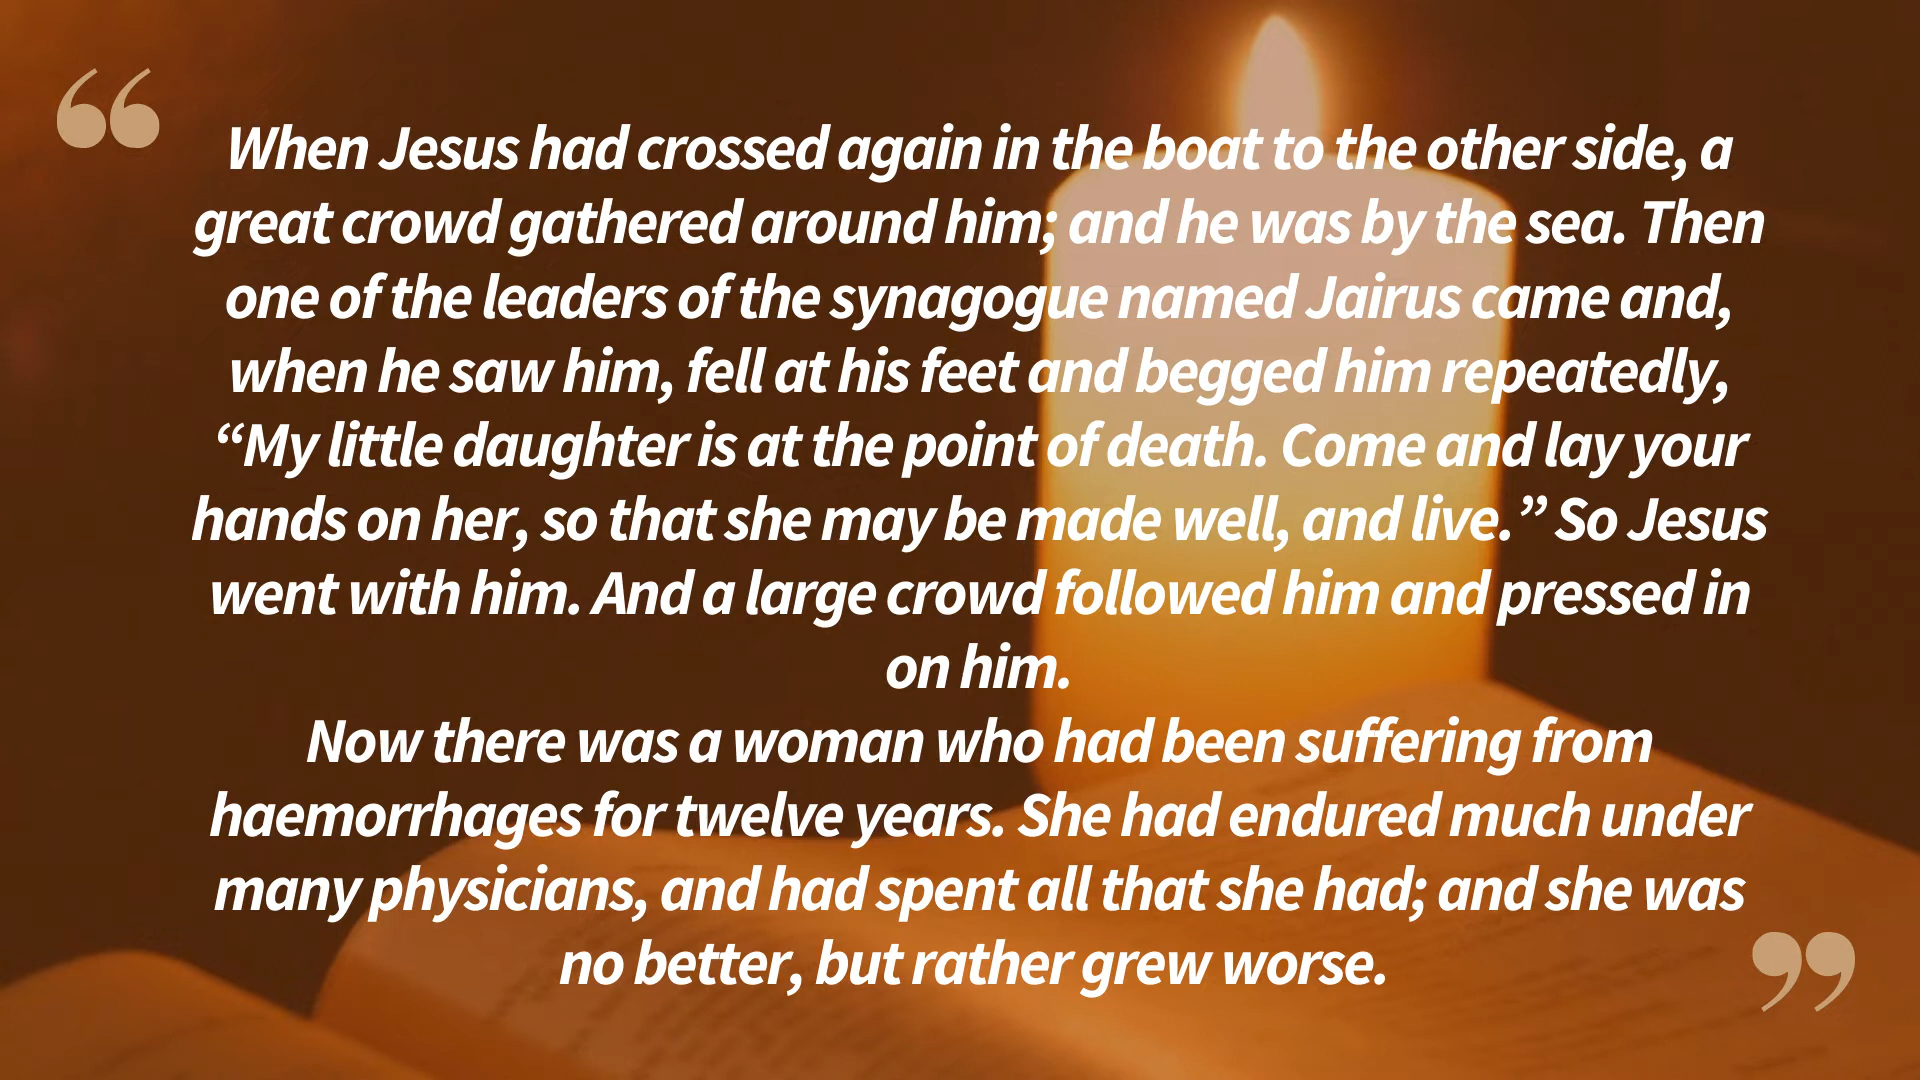 “
When Jesus had crossed again in the boat to the other side, a
great crowd gathered around him; and he was by the sea. Then
one of the leaders of the synagogue named Jairus came and,
when he saw him, fell at his feet and begged him repeatedly,
“My little daughter is at the point of death. Come and lay your
hands on her, so that she may be made well, and live.” So Jesus
went with him. And a large crowd followed him and pressed in
on him.
Now there was a woman who had been suffering from
haemorrhages for twelve years. She had endured much under
many physicians, and had spent all that she had; and she was
no better, but rather grew worse.
”